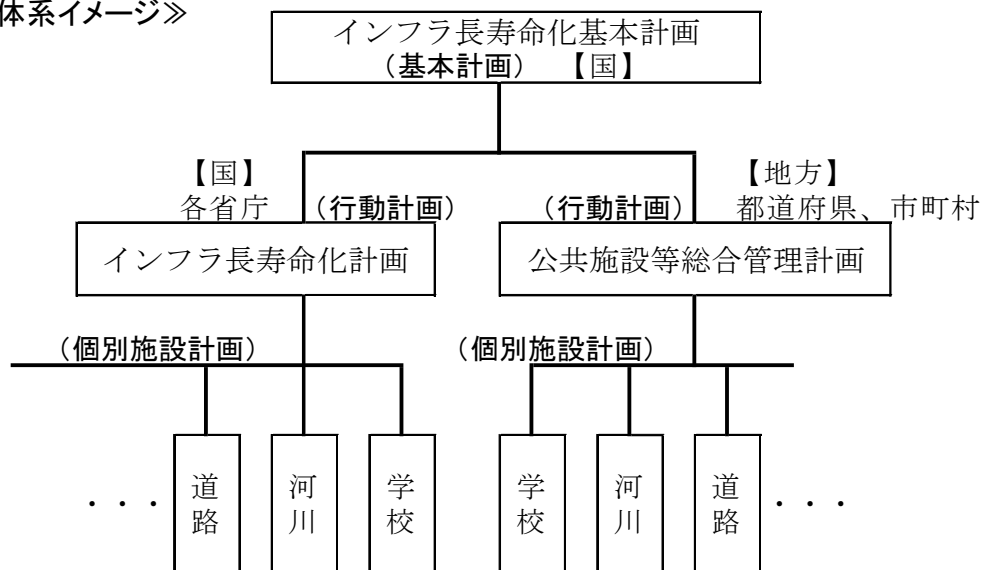 体系イメージ≫
インフラ長寿命化基本計画
（基本計画）　【国】
【国】
各省庁
（行動計画）
（行動計画）
【地方】
都道府県、市町村
インフラ長寿命化計画
公共施設等総合管理計画
（個別施設計画）
（個別施設計画）
・・・
道路
河川
学校
学校
河川
道路
・・・